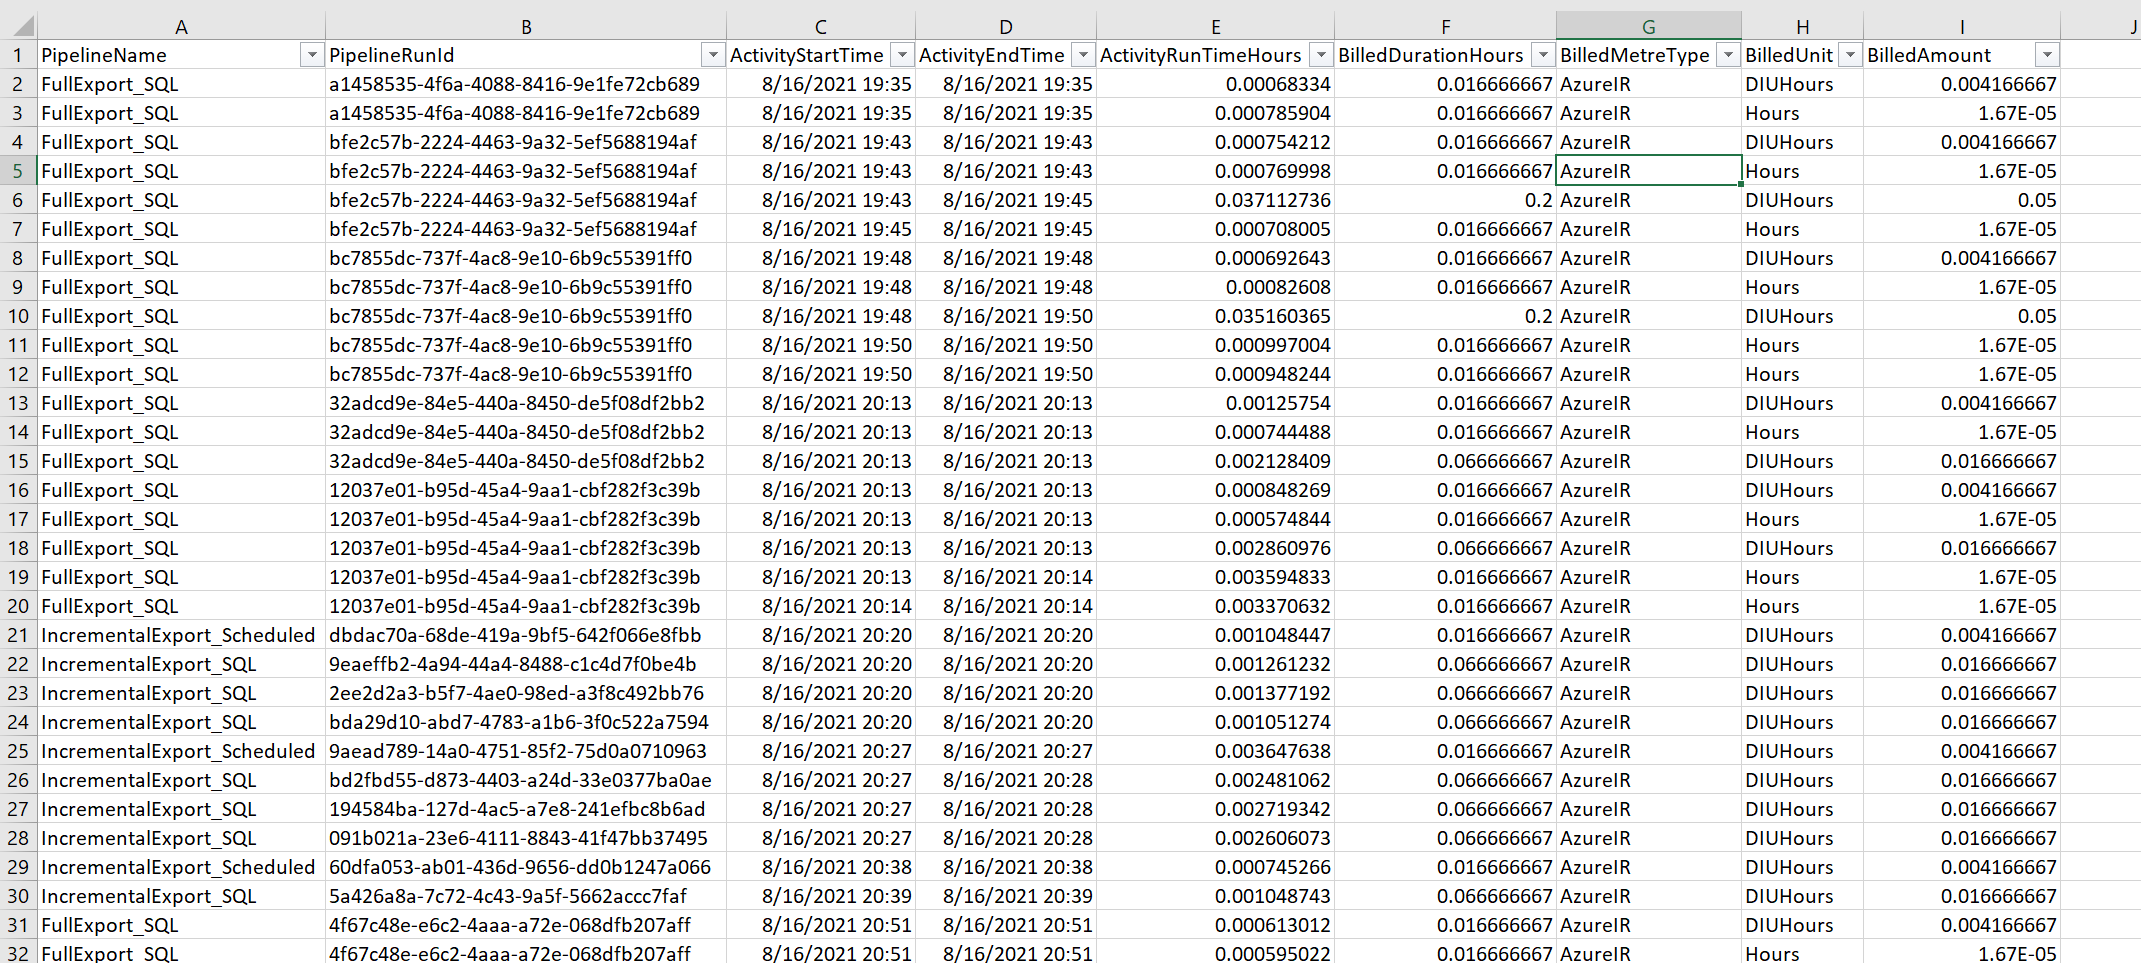 A B C D E F G H I J
1 PipelineName PipelineRunId ActivityStartTime ActivityEndTime ActivityRunTimeHours BilledDurationHours BilledMetreType BilledUnit BilledAmount
2 FullExport_SQL a1458535-4f6a-4088-8416-9e1fe72cb689 8/16/2021 19:35 8/16/2021 19:35 0.00068334 0.016666667 AzureIR DIUHours 0.004166667
3 FullExport_SQL a1458535-4f6a-4088-8416-9e1fe72cb689 8/16/2021 19:35 8/16/2021 19:35 0.000785904 0.016666667 AzureIR Hours 1.67E-05
4 FullExport_SQL bfe2c57b-2224-4463-9a32-5ef5688194af 8/16/2021 19:43 8/16/2021 19:43 0.000754212 0.016666667 AzureIR DIUHours 0.004166667
5 FullExport_SQL bfe2c57b-2224-4463-9a32-5ef5688194af 8/16/2021 19:43 8/16/2021 19:43 0.000769998 0.016666667 AzureIR Hours 1.67E-05
6 FullExport_SQL bfe2c57b-2224-4463-9a32-5ef5688194af 8/16/2021 19:43 8/16/2021 19:45 0.037112736 0.2 AzureIR DIUHours 0.05
7 FullExport_SQL bfe2c57b-2224-4463-9a32-5ef5688194af 8/16/2021 19:45 8/16/2021 19:45 0.000708005 0.016666667 AzureIR Hours 1.67E-05
8 FullExport_SQL bc7855dc-737f-4ac8-9e10-6b9c55391ff0 8/16/2021 19:48 8/16/2021 19:48 0.000692643 0.016666667 AzureIR DIUHours 0.004166667
9 FullExport_SQL bc7855dc-737f-4ac8-9e10-6b9c55391ff0 8/16/2021 19:48 8/16/2021 19:48 0.00082608 0.016666667 AzureIR Hours 1.67E-05
10 FullExport_SQL bc7855dc-737f-4ac8-9e10-6b9c55391ff0 8/16/2021 19:48 8/16/2021 19:50 0.035160365 0.2 AzureIR DIUHours 0.05
11 FullExport_SQL bc7855dc-737f-4ac8-9e10-6b9c55391ff0 8/16/2021 19:50 8/16/2021 19:50 0.000997004 0.016666667 AzureIR Hours 1.67E-05
12 FullExport_SQL bc7855dc-737f-4ac8-9e10-6b9c55391ff0 8/16/2021 19:50 8/16/2021 19:50 0.000948244 0.016666667 AzureIR Hours 1.67E-05
13 FullExport_SQL 32adcd9e-84e5-440a-8450-de5f08df2bb2 8/16/2021 20:13 8/16/2021 20:13 0.00125754 0.016666667 AzureIR DIUHours 0.004166667
14 FullExport_SQL 32adcd9e-84e5-440a-8450-de5f08df2bb2 8/16/2021 20:13 8/16/2021 20:13 0.000744488 0.016666667 AzureIR Hours 1.67E-05
15 FullExport_SQL 32adcd9e-84e5-440a-8450-de5f08df2bb2 8/16/2021 20:13 8/16/2021 20:13 0.002128409 0.066666667 AzureIR DIUHours 0.016666667
16 FullExport_SQL 12037e01-b95d-45a4-9aa1-cbf282f3c39b 8/16/2021 20:13 8/16/2021 20:13 0.000848269 0.016666667 AzureIR DIUHours 0.004166667
17 FullExport_SQL 12037e01-b95d-45a4-9aa1-cbf282f3c39b 8/16/2021 20:13 8/16/2021 20:13 0.000574844 0.016666667 AzureIR Hours 1.67E-05
18 FullExport_SQL 12037e01-b95d-45a4-9aa1-cbf282f3c39b 8/16/2021 20:13 8/16/2021 20:13 0.002860976 0.066666667 AzureIR DIUHours 0.016666667
19 FullExport_SQL 12037e01-b95d-45a4-9aa1-cbf282f3c39b 8/16/2021 20:13 8/16/2021 20:14 0.003594833 0.016666667 AzureIR Hours 1.67E-05
20 FullExport_SQL 12037e01-b95d-45a4-9aa1-cbf282f3c39b 8/16/2021 20:14 8/16/2021 20:14 0.003370632 0.016666667 AzureIR Hours 1.67E-05
21 IncrementalExport_Scheduled dbdac70a-68de-419a-9bf5-642f066e8fbb 8/16/2021 20:20 8/16/2021 20:20 0.001048447 0.016666667 AzureIR DIUHours 0.004166667
22 IncrementalExport_SQL 9eaeffb2-4a94-44a4-8488-c1c4d7f0be4b 8/16/2021 20:20 8/16/2021 20:20 0.001261232 0.066666667 AzureIR DIUHours 0.016666667
23 IncrementalExport_SQL 2ee2d2a3-b5f7-4ae0-98ed-a3f8c492bb76 8/16/2021 20:20 8/16/2021 20:20 0.001377192 0.066666667 AzureIR DIUHours 0.016666667
24 IncrementalExport_SQL bda29d10-abd7-4783-a1b6-3f0c522a7594 8/16/2021 20:20 8/16/2021 20:20 0.001051274 0.066666667 AzureIR DIUHours 0.016666667
25 IncrementalExport_Scheduled 9aead789-14a0-4751-85f2-75d0a0710963 8/16/2021 20:27 8/16/2021 20:27 0.003647638 0.016666667 AzureIR DIUHours 0.004166667
26 IncrementalExport_SQL bd2fbd55-d873-4403-a24d-33e0377ba0ae 8/16/2021 20:27 8/16/2021 20:28 0.002481062 0.066666667 AzureIR DIUHours 0.016666667
27 IncrementalExport_SQL 194584ba-127d-4ac5-a7e8-241efbc8b6ad 8/16/2021 20:27 8/16/2021 20:28 0.002719342 0.066666667 AzureIR DIUHours 0.016666667
28 IncrementalExport_SQL 091b021a-23e6-4111-8843-41f47bb37495 8/16/2021 20:27 8/16/2021 20:28 0.002606073 0.066666667 AzureIR DIUHours 0.016666667
29 IncrementalExport_Scheduled 60dfa053-ab01-436d-9656-dd0b1247a066 8/16/2021 20:38 8/16/2021 20:38 0.000745266 0.016666667 AzureIR DIUHours 0.004166667
30 IncrementalExport_SQL 5a426a8a-7c72-4c43-9a5f-5662accc7faf 8/16/2021 20:39 8/16/2021 20:39 0.001048743 0.066666667 AzureIR DIUHours 0.016666667
31 FullExport_SQL 4f67c48e-e6c2-4aaa-a72e-068dfb207aff 8/16/2021 20:51 8/16/2021 20:51 0.000613012 0.016666667 AzureIR DIUHours 0.004166667
32 FullExport_SQL 4f67c48e-e6c2-4aaa-a72e-068dfb207aff 8/16/2021 20:51 8/16/2021 20:51 0.000595022 0.016666667 AzureIR Hours 1.67E-05